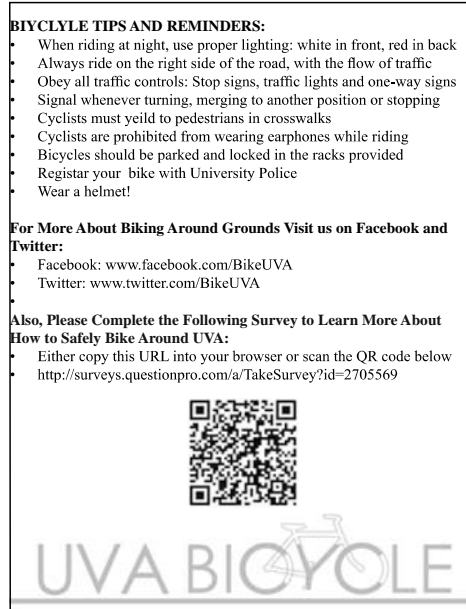 BIYCLYLE TIPS AND REMINDERS:
• When riding at night, use proper lighting: white in front, red in back
• Always ride on the right side of the road, with the flow of traffic
• Obey all traffic controls: Stop signs, traffic lights and one-way signs
• Signal whenever turning, merging to another position or stopping
• Cyclists must yeild to pedestrians in crosswalks
• Cyclists are prohibited from wearing earphones while riding
• Bicycles should be parked and locked in the racks provided
• Registar your bike with University Police
• Wear a helmet!
For More About Biking Around Grounds Visit us on Facebook and
Twitter:
• Facebook: www.facebook.com/BikeUVA
• Twitter: www.twitter.com/BikeUVA
•
Also, Please Complete the Following Survey to Learn More About
How to Safely Bike Around UVA:
• Either copy this URL into your browser or scan the QR code below
• http://surveys.questionpro.com/a/TakeSurvey?id=2705569
UVA BICYCLE